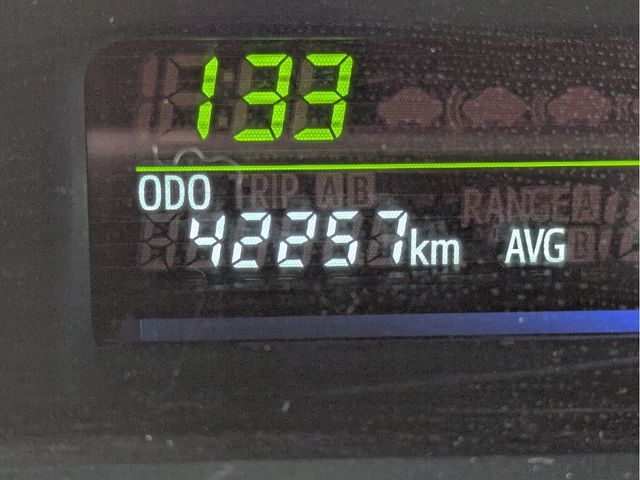 133
ODO TRIP A B
RANGE A
42257km AVG